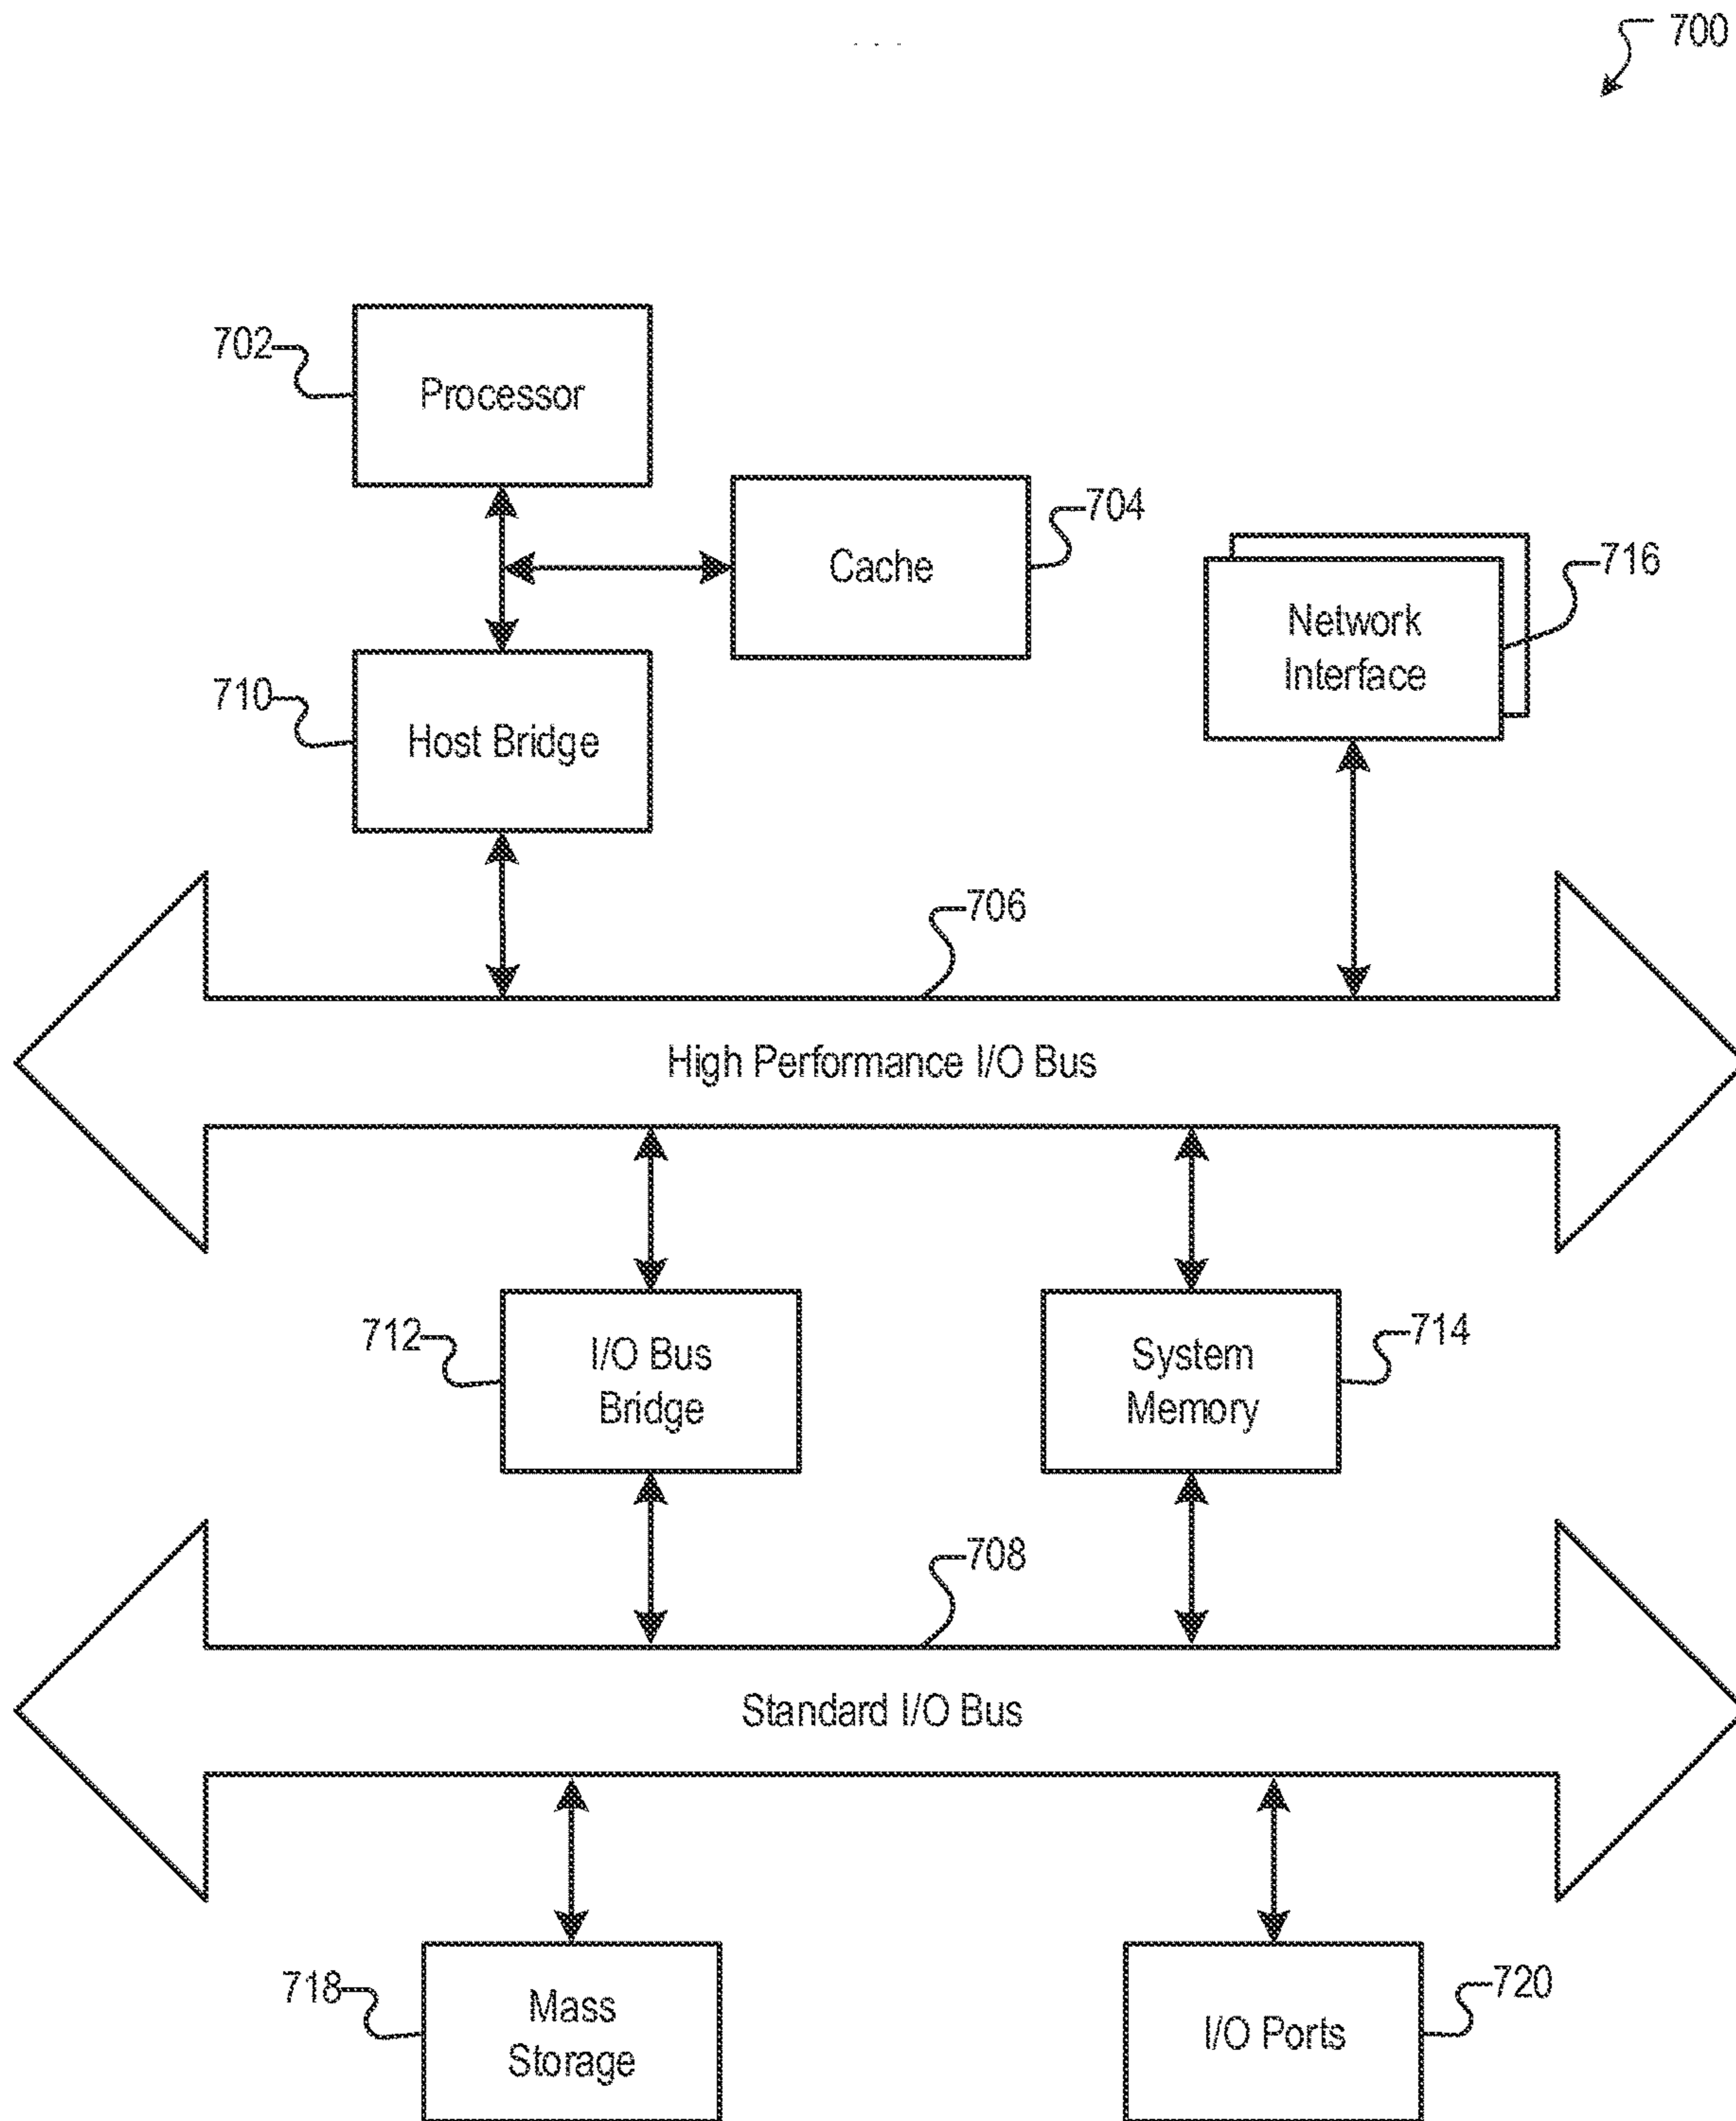 700
702
Processor
704
Cache
716
Network
Interface
710
Host Bridge
706
High Performance I/O Bus
712
I/O Bus
Bridge
714
System
Memory
708
Standard I/O Bus
718
Mass
Storage
720
I/O Ports